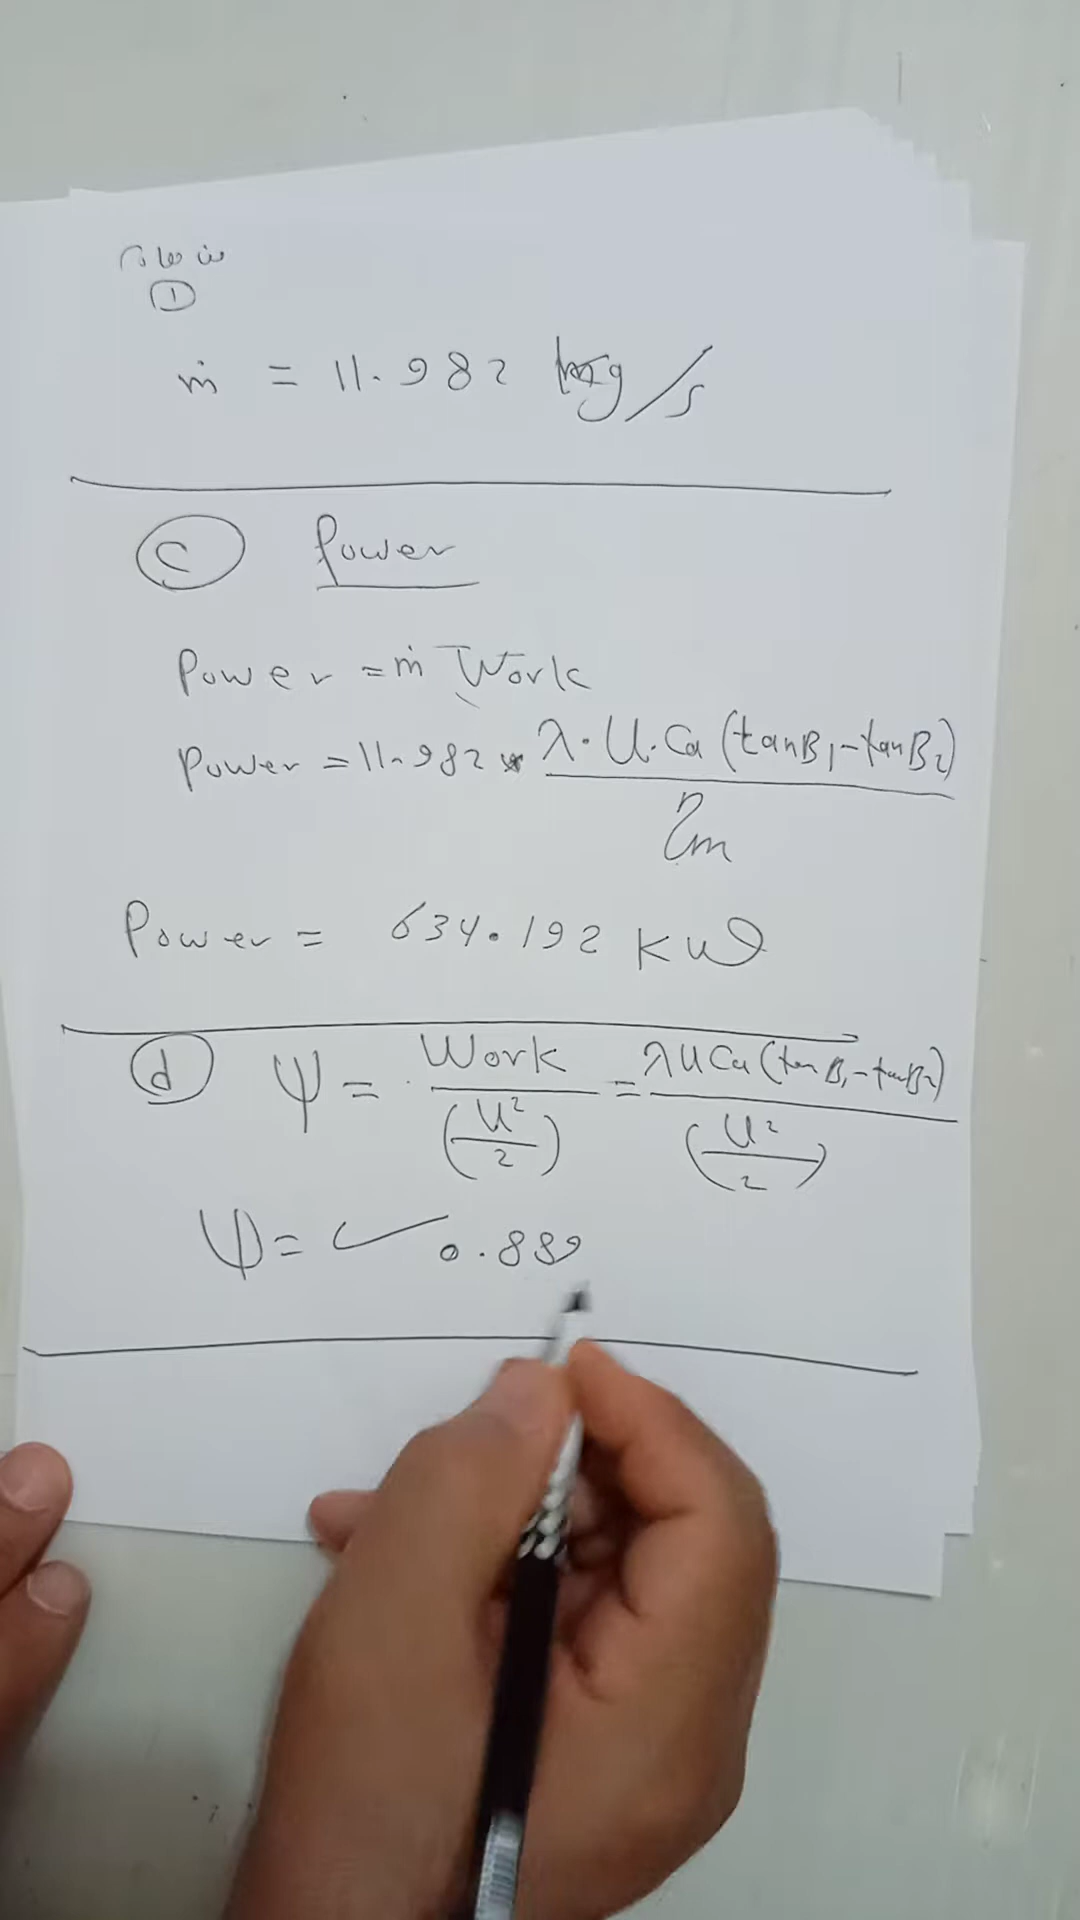 ①
ṁ = 11.982 kg/s
Ⓒ Power
Power = ṁ Work
Power = 11.982 * λ·U·Ca (tanB₁-tanB₂) / ηm
Power = 634.192 kW
ⓓ ψ = Work / (U²/2) = λUCa(tanB₁-tanB₂) / (U²/2)
ψ = ✓ 0.889